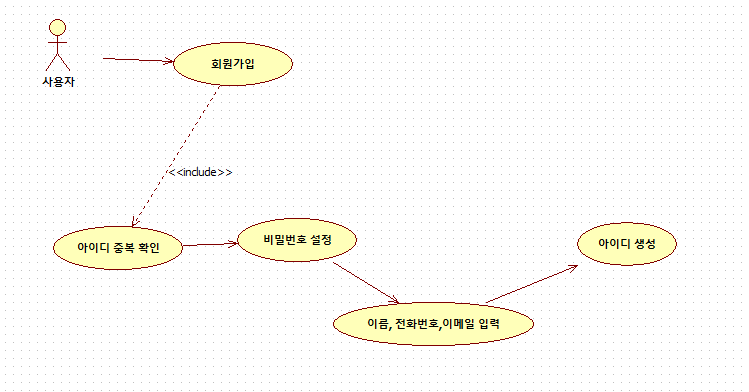 회원가입
사용자
<<include>>
아이디 중복 확인
비밀번호 설정
아이디 생성
이름, 전화번호,이메일 입력